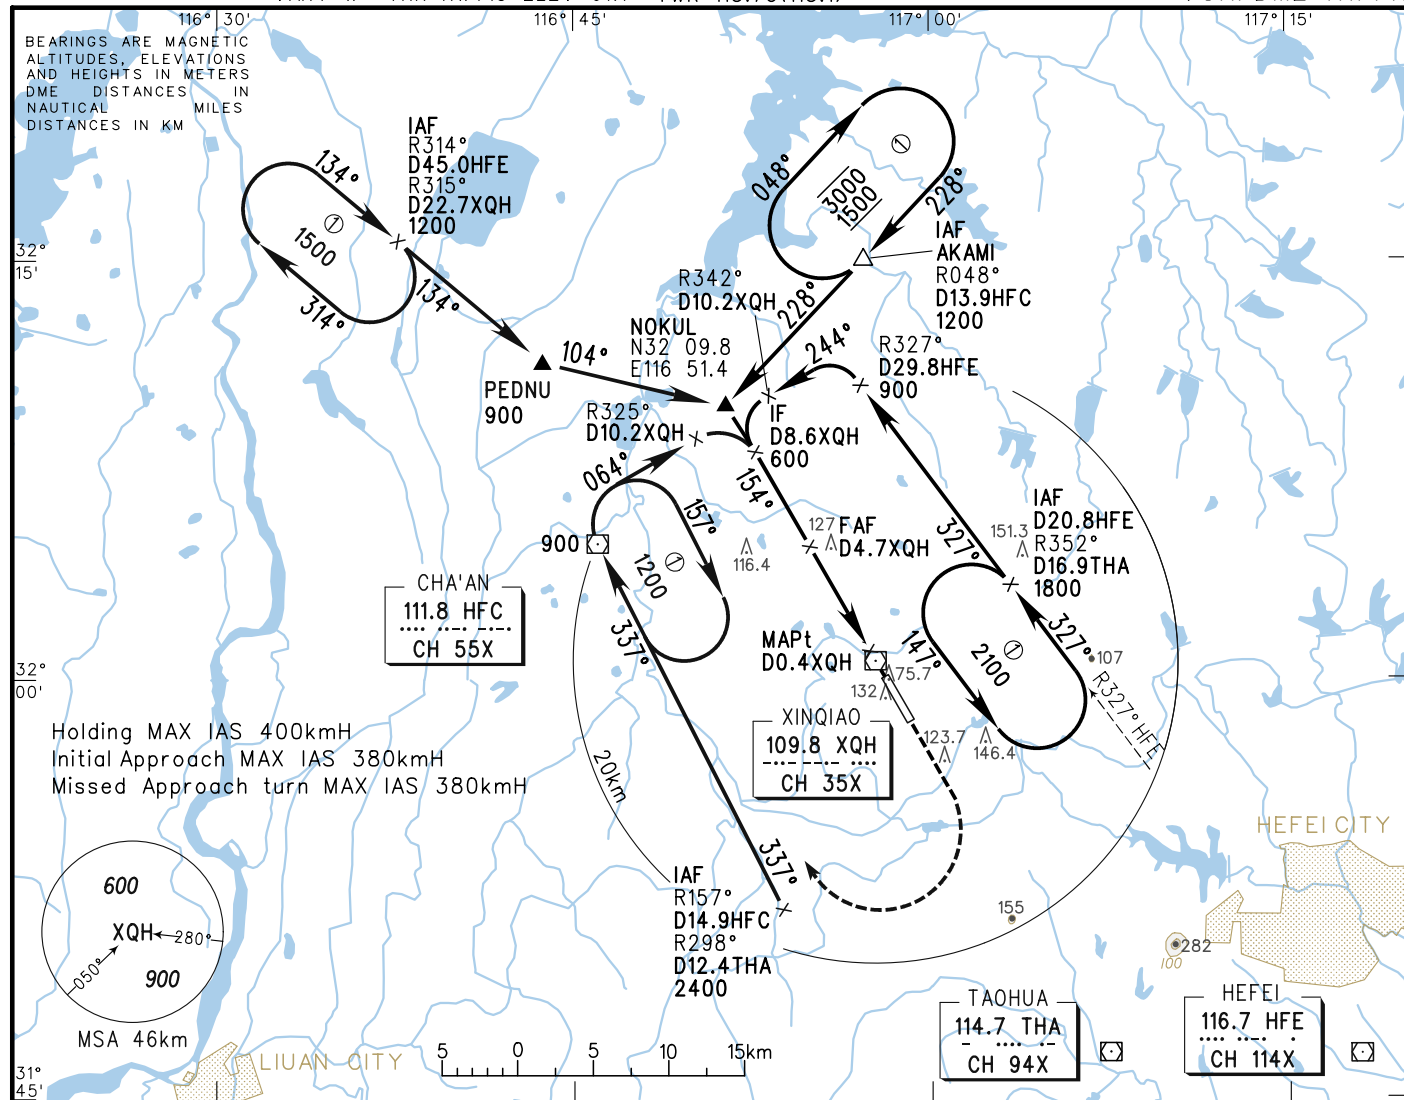 116° 30'
116° 45'
117° 00'
117° 15'
BEARINGS ARE MAGNETIC
ALTITUDES, ELEVATIONS
AND HEIGHTS IN METERS
DME DISTANCES IN
NAUTICAL MILES
DISTANCES IN KM
IAF
R314°
D45.0HFE
R315°
D22.7XQH
1200
134°
①
1500
314°
134°
048°
①
3000
1500
228°
IAF
AKAMI
R048°
D13.9HFC
1200
32°
15'
R342°
D10.2XQH
228°
NOKUL
N32 09.8
E116 51.4
104°
PEDNU
900
244°
R327°
D29.8HFE
900
R325°
D10.2XQH
IF
D8.6XQH
600
064°
157°
154°
900
①
1200
116.4
127
FAF
D4.7XQH
327°
151.3
IAF
D20.8HFE
R352°
D16.9THA
1800
CHA'AN
111.8 HFC
CH 55X
337°
MAPt
D0.4XQH
75.7
132
147°
①
2100
327°
107
R327° HFE
32°
00'
Holding MAX IAS 400kmH
Initial Approach MAX IAS 380kmH
Missed Approach turn MAX IAS 380kmH
XINQIAO
109.8 XQH
CH 35X
123.7
146.4
20km
337°
HEFEI CITY
600
XQH
280°
050°
900
MSA 46km
IAF
R157°
D14.9HFC
R298°
D12.4THA
2400
155
282
100
TAOHUA
114.7 THA
CH 94X
HEFEI
116.7 HFE
CH 114X
LIUAN CITY
5 0 5 10 15km
31°
45'